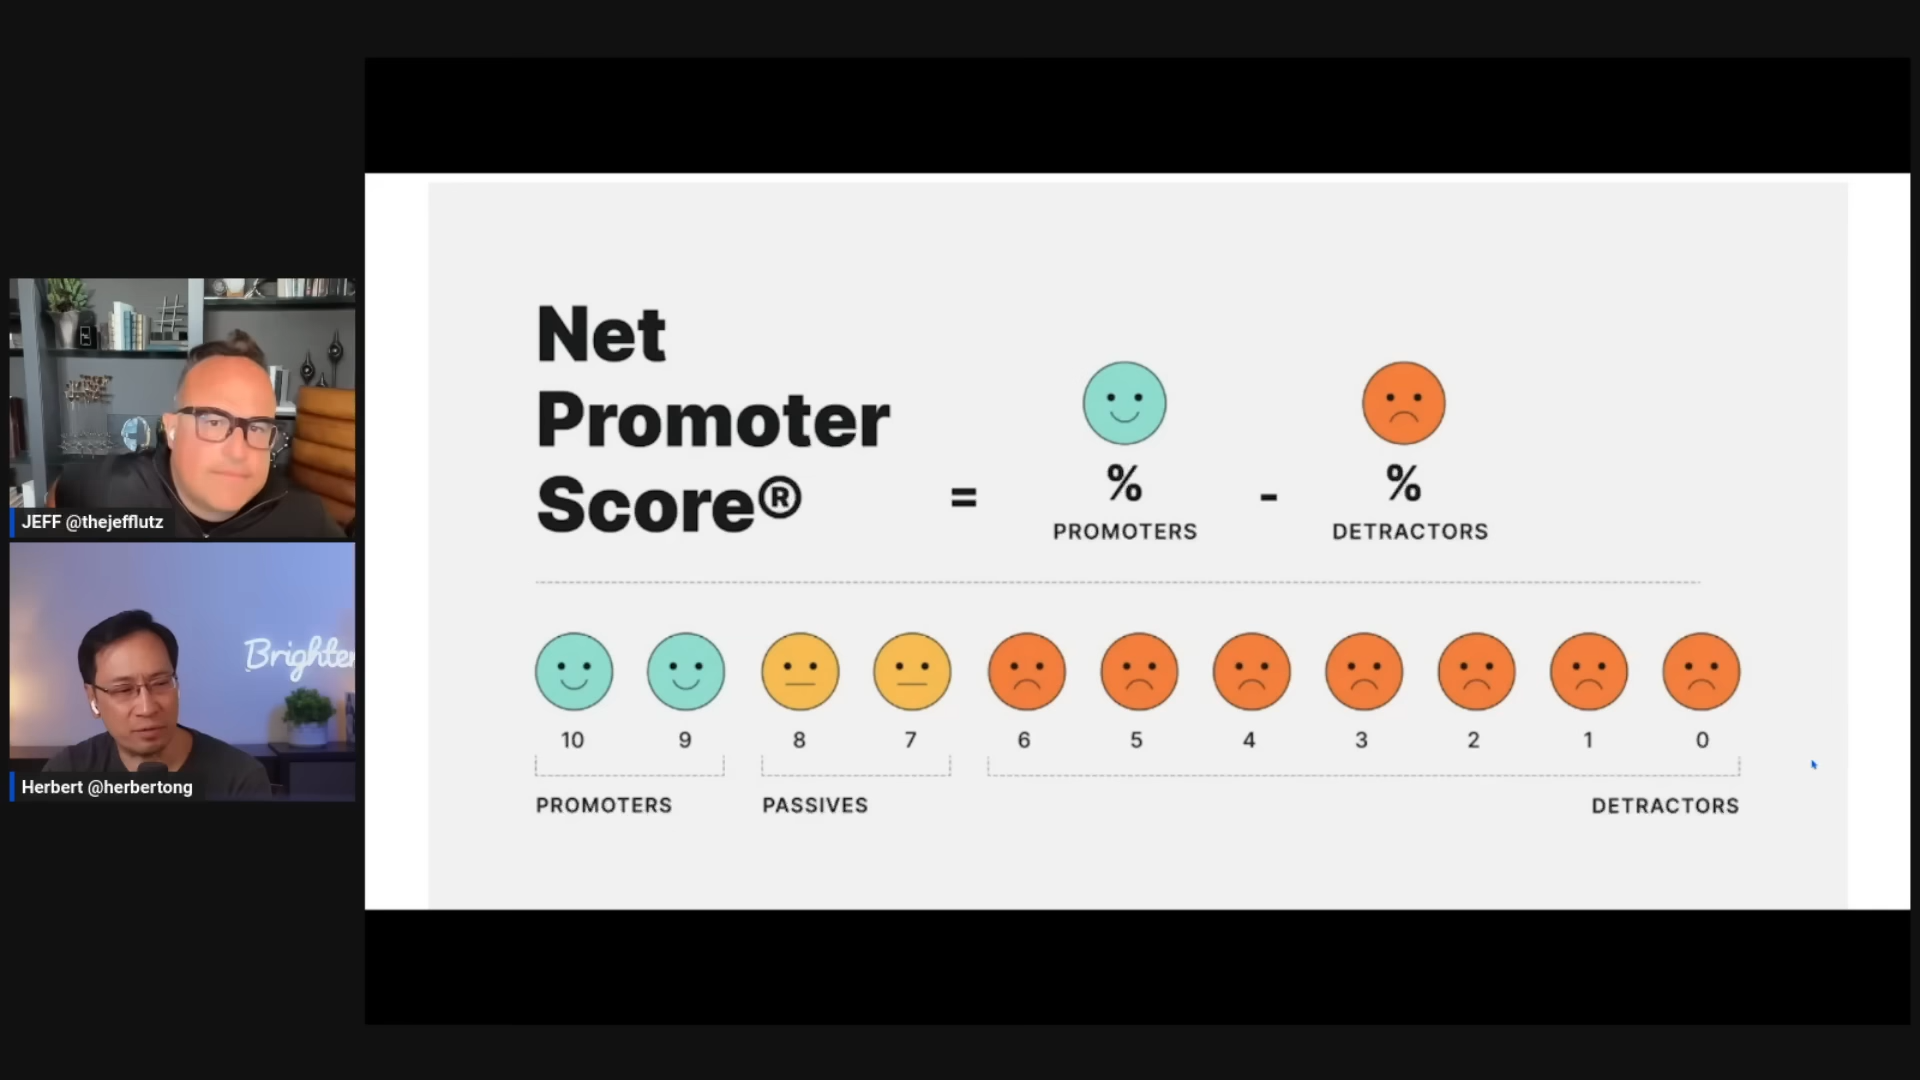 JEFF @thejefflutz
Brighter
Herbert @herbertong
Net
Promoter
Score®
=
%
PROMOTERS
-
%
DETRACTORS
10 9 8 7 6 5 4 3 2 1 0
PROMOTERS PASSIVES DETRACTORS